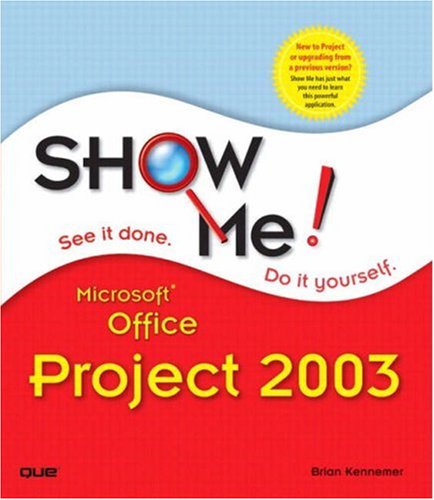 New to Project
or upgrading from
a previous version?
Show Me has just what
you need to learn
this powerful
application.
SHOW
Me!
See it done.
Do it yourself.
Microsoft®
Office
Project 2003
QUE®
Brian Kennemer